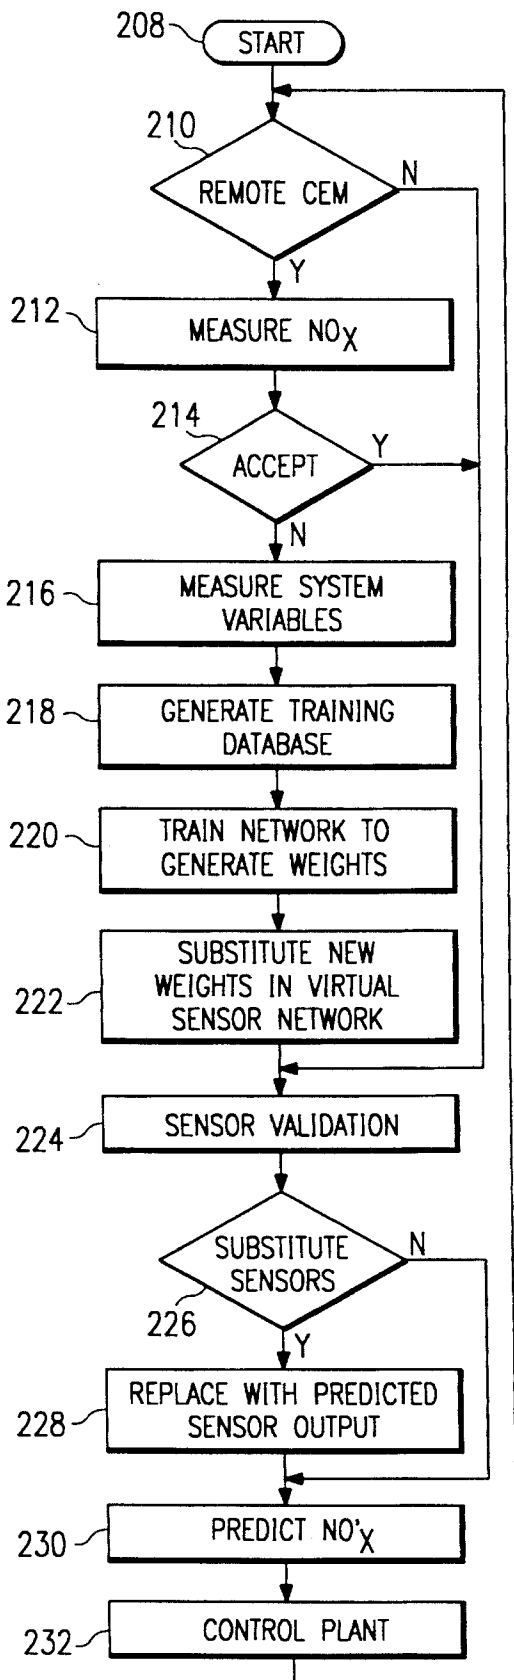 208
START
210
REMOTE CEM
N
Y
212
MEASURE NOX
214
ACCEPT
Y
N
216
MEASURE SYSTEM
VARIABLES
218
GENERATE TRAINING
DATABASE
220
TRAIN NETWORK TO
GENERATE WEIGHTS
222
SUBSTITUTE NEW
WEIGHTS IN VIRTUAL
SENSOR NETWORK
224
SENSOR VALIDATION
SUBSTITUTE
SENSORS
N
226
Y
228
REPLACE WITH PREDICTED
SENSOR OUTPUT
230
PREDICT NO'X
232
CONTROL PLANT